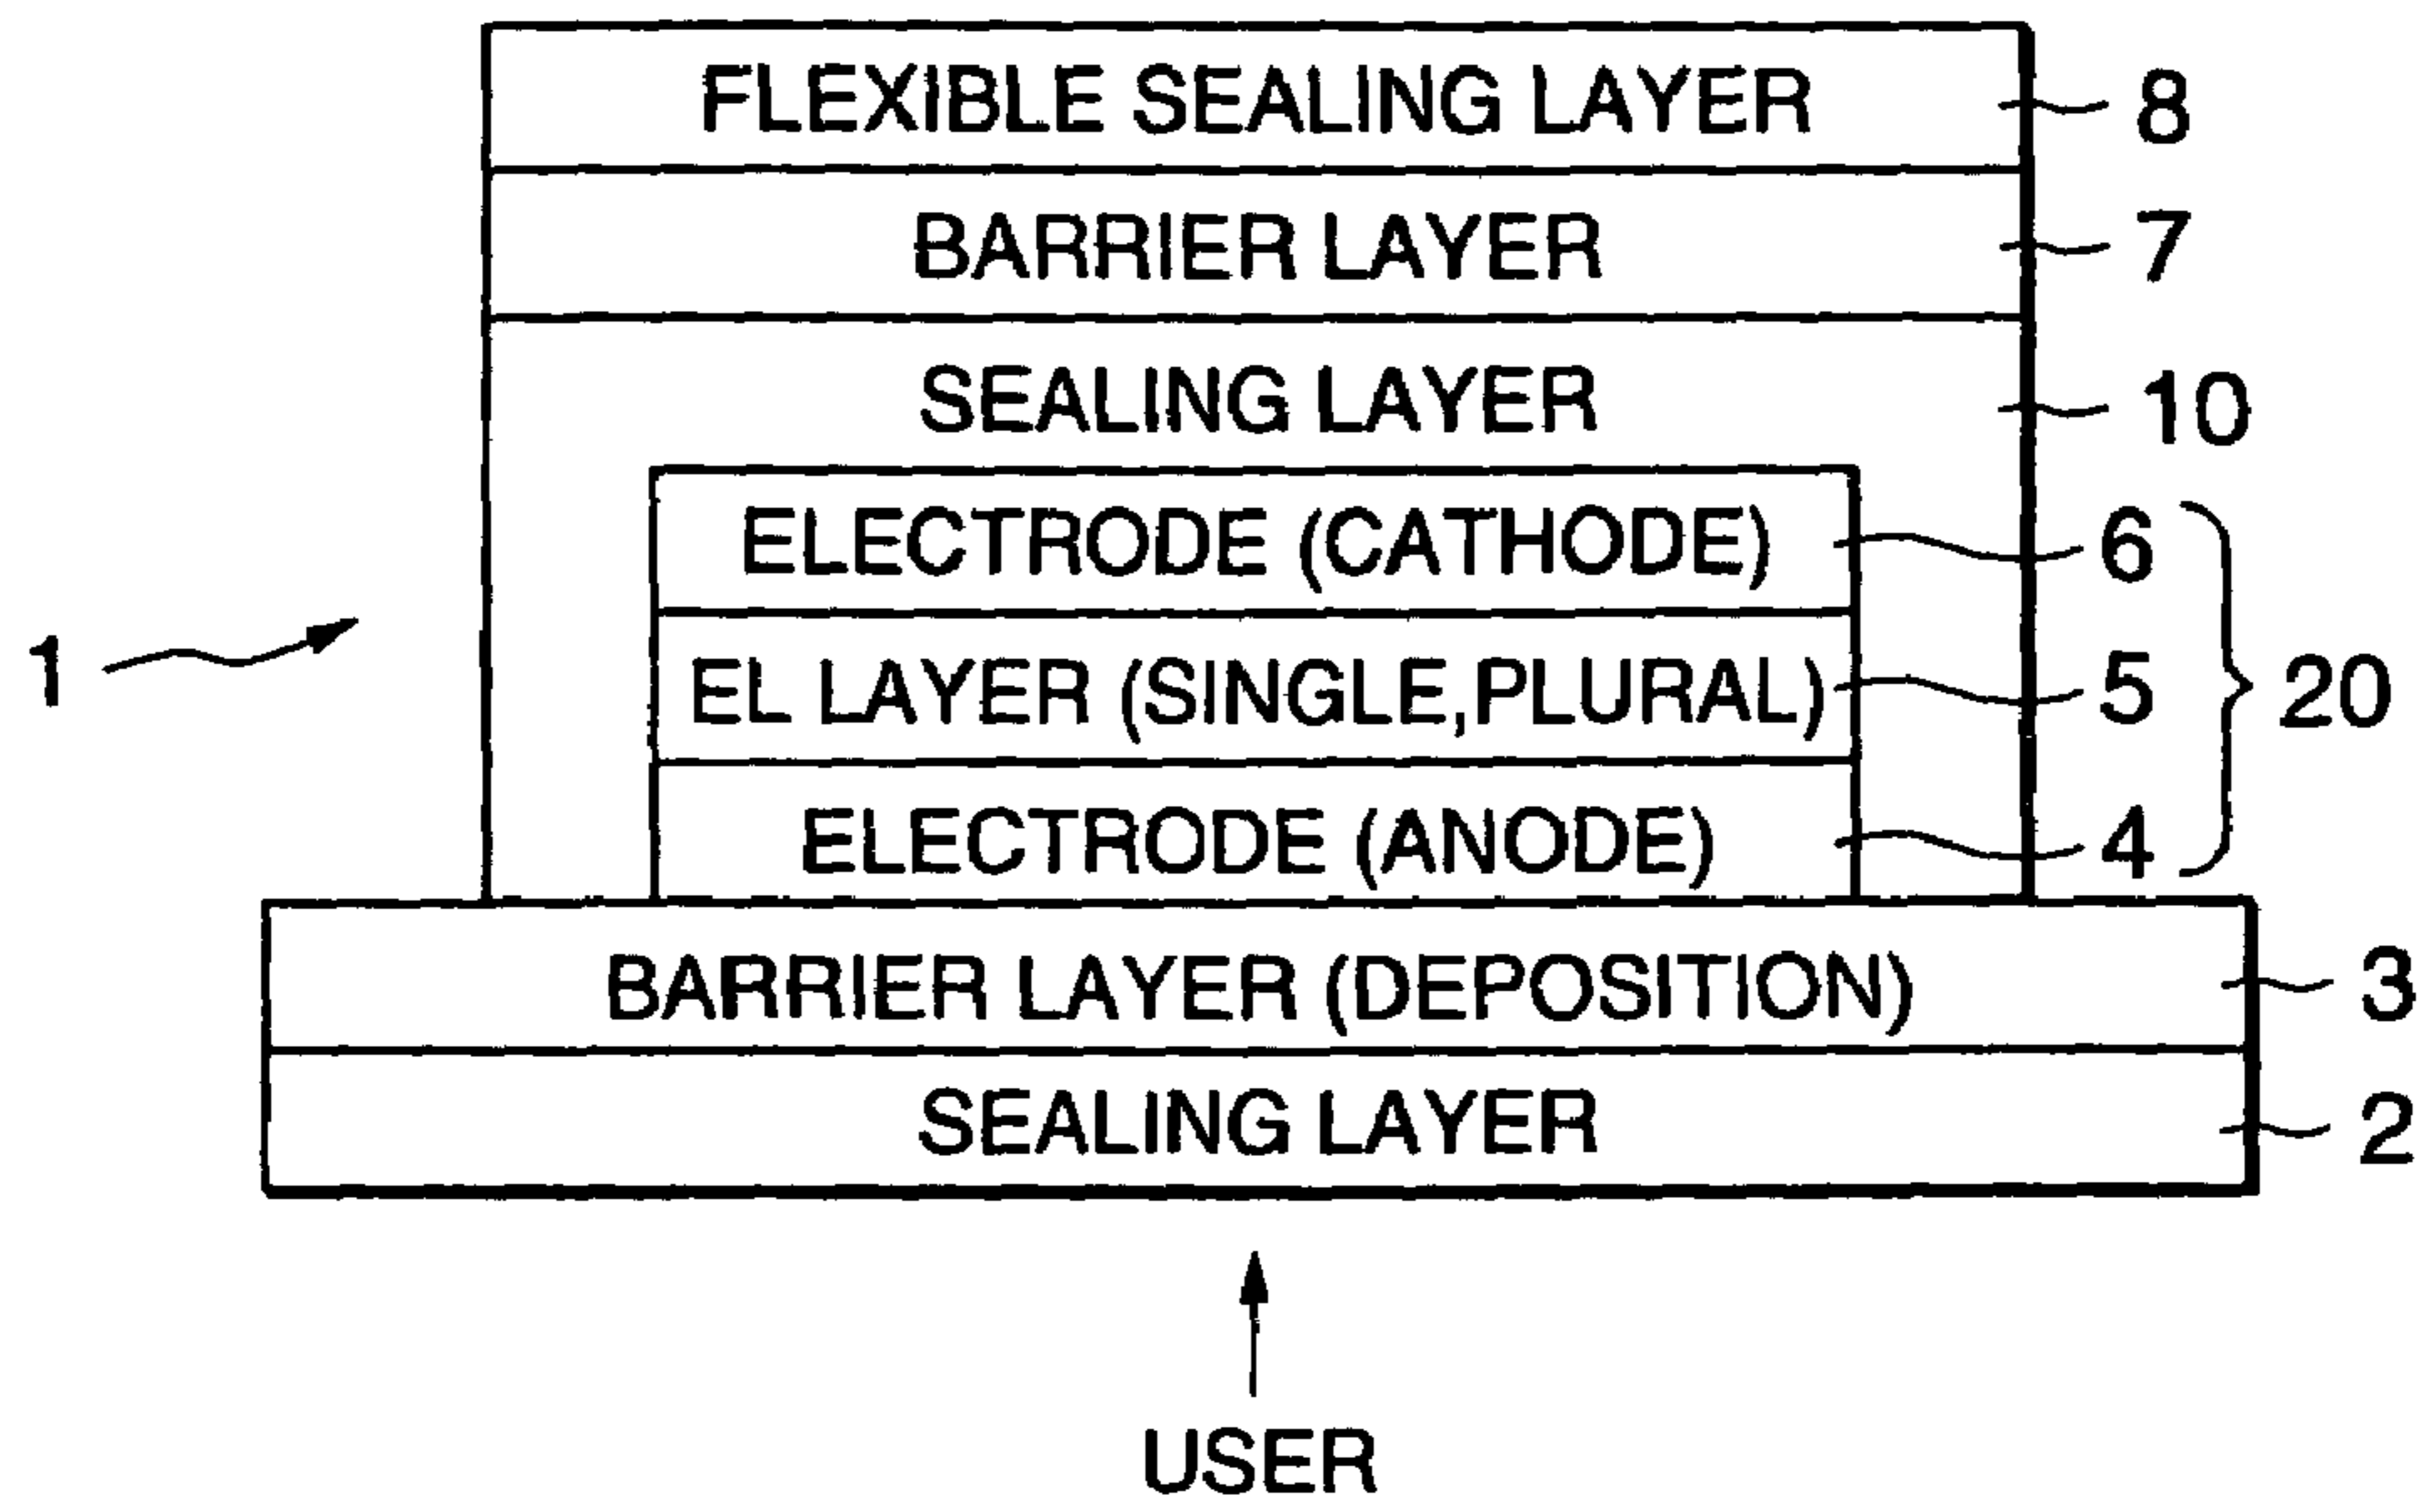 FLEXIBLE SEALING LAYER 8
BARRIER LAYER 7
SEALING LAYER 10
ELECTRODE (CATHODE) 6
1 EL LAYER (SINGLE,PLURAL) 5 20
ELECTRODE (ANODE) 4
BARRIER LAYER (DEPOSITION) 3
SEALING LAYER 2
USER